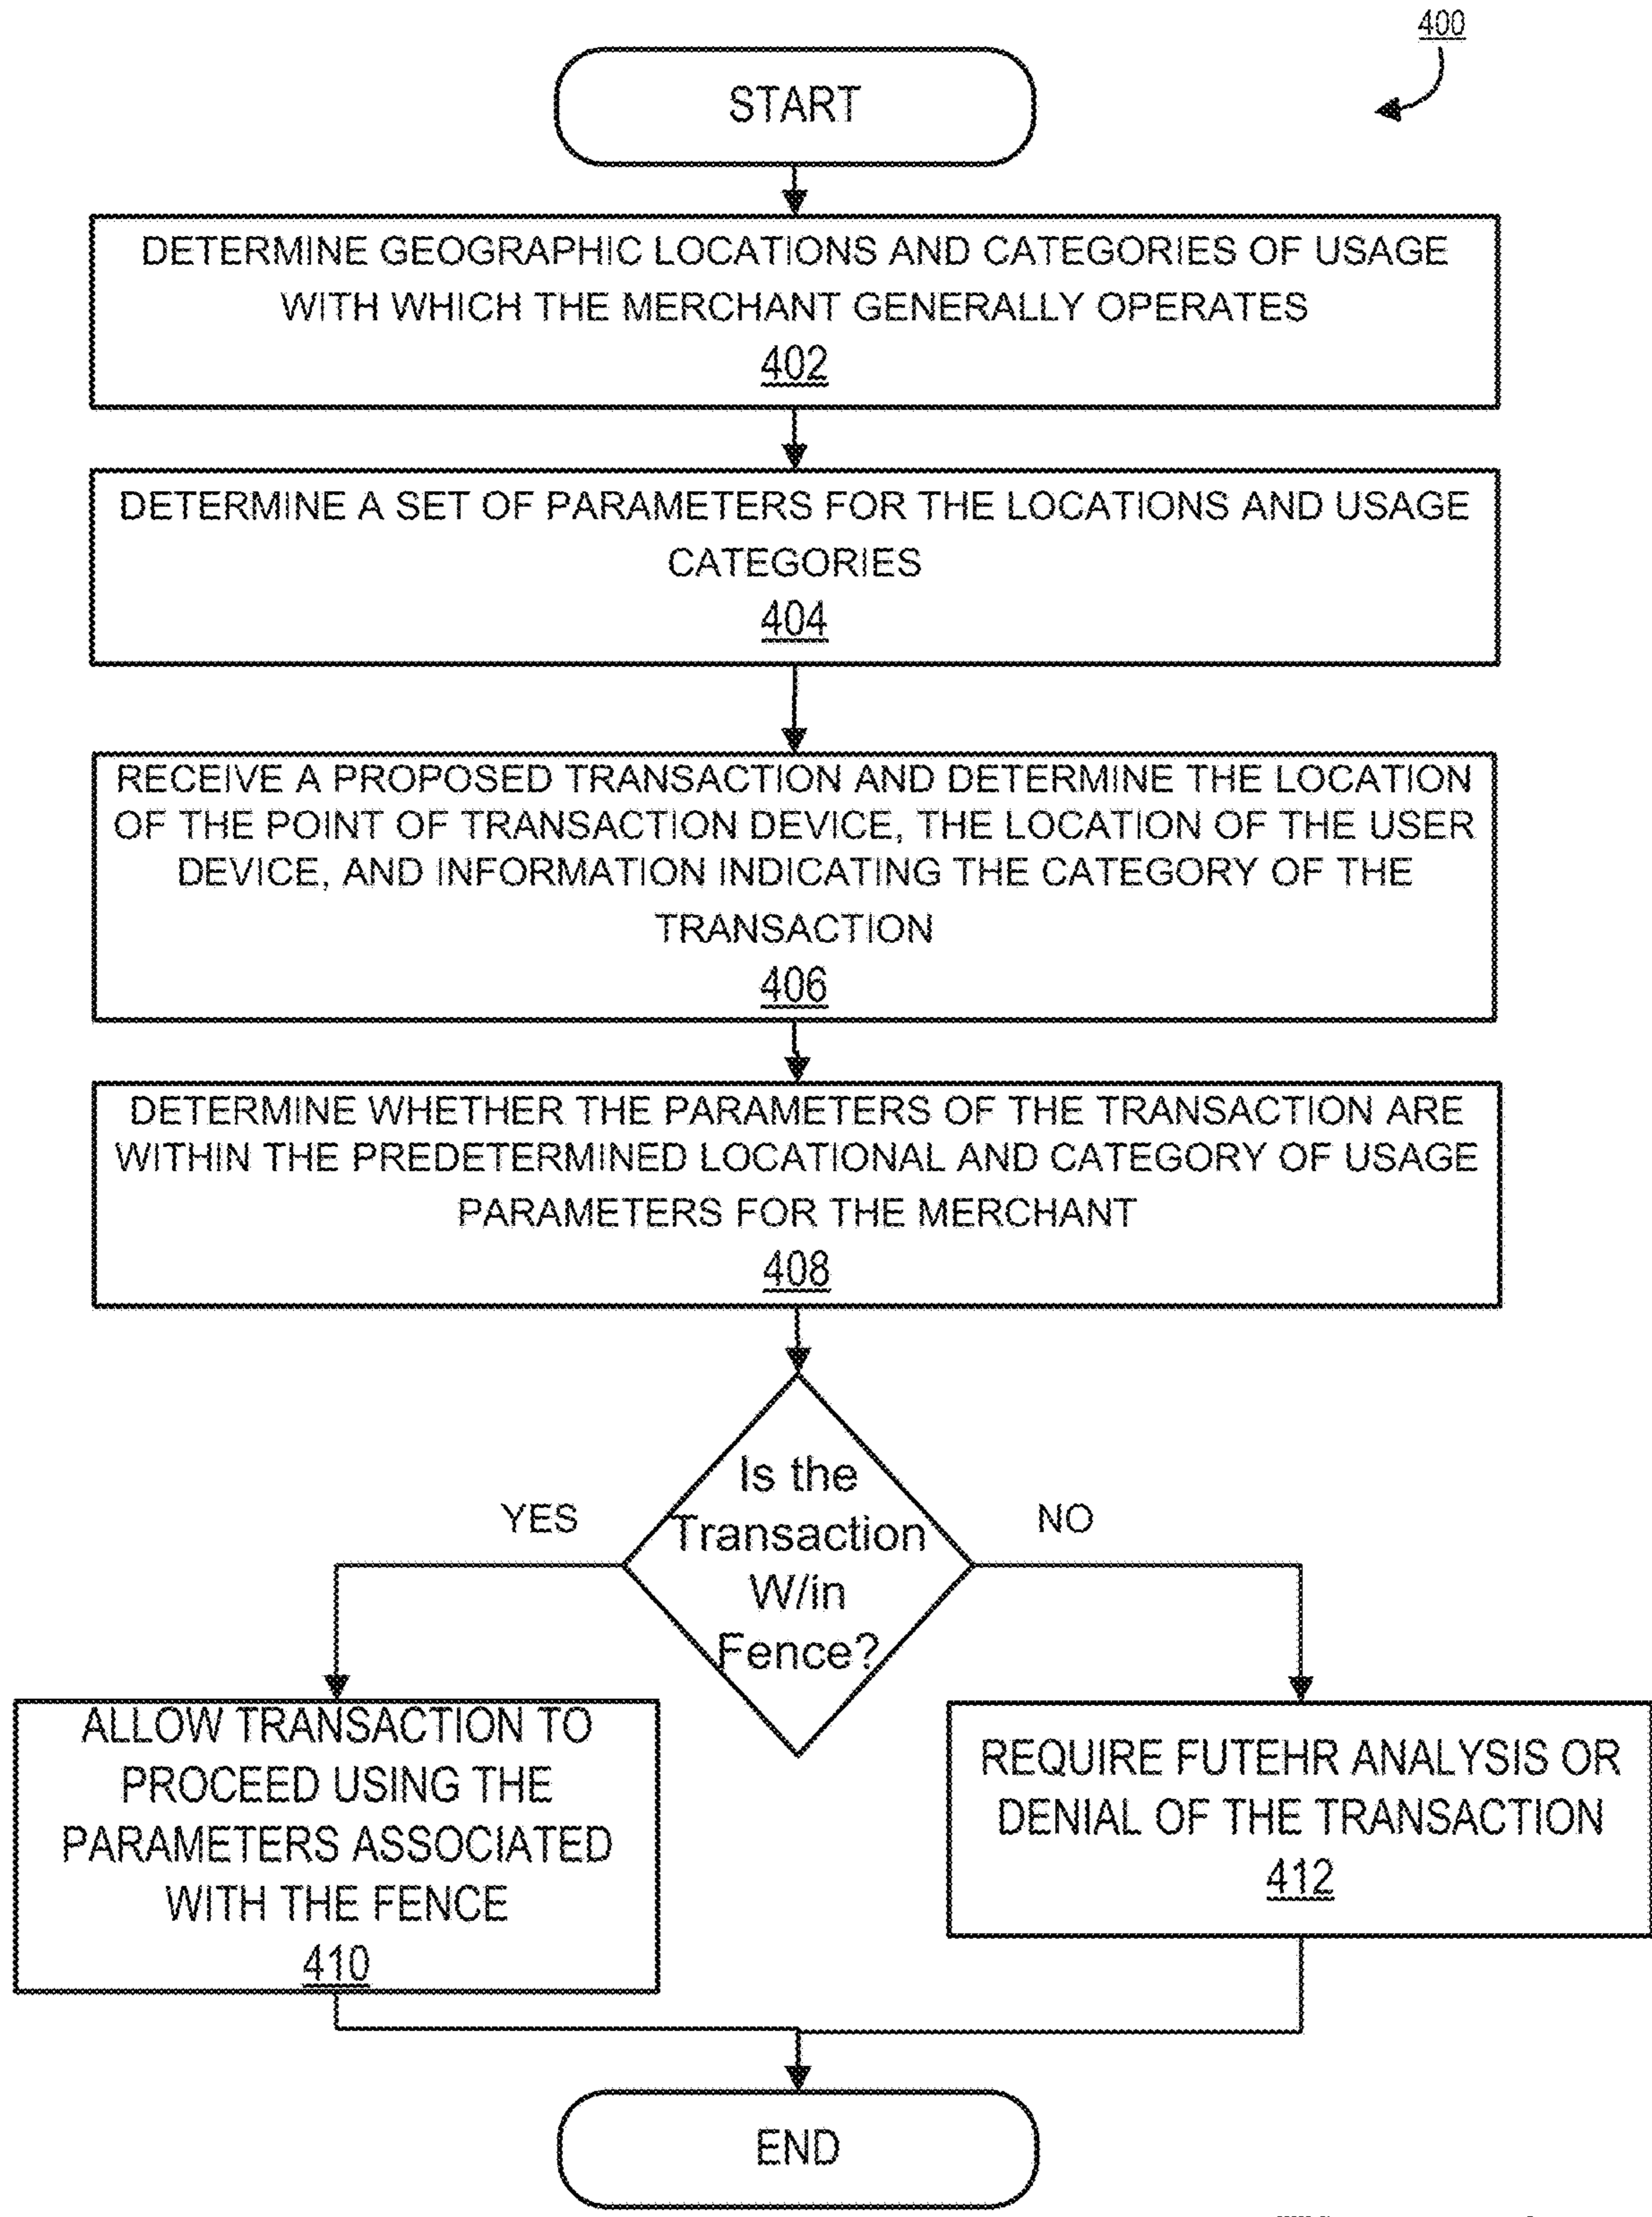 400
START
DETERMINE GEOGRAPHIC LOCATIONS AND CATEGORIES OF USAGE
WITH WHICH THE MERCHANT GENERALLY OPERATES
402
DETERMINE A SET OF PARAMETERS FOR THE LOCATIONS AND USAGE
CATEGORIES
404
RECEIVE A PROPOSED TRANSACTION AND DETERMINE THE LOCATION
OF THE POINT OF TRANSACTION DEVICE, THE LOCATION OF THE USER
DEVICE, AND INFORMATION INDICATING THE CATEGORY OF THE
TRANSACTION
406
DETERMINE WHETHER THE PARAMETERS OF THE TRANSACTION ARE
WITHIN THE PREDETERMINED LOCATIONAL AND CATEGORY OF USAGE
PARAMETERS FOR THE MERCHANT
408
Is the
Transaction
W/in
Fence?
YES
NO
ALLOW TRANSACTION TO
PROCEED USING THE
PARAMETERS ASSOCIATED
WITH THE FENCE
410
REQUIRE FUTEHR ANALYSIS OR
DENIAL OF THE TRANSACTION
412
END